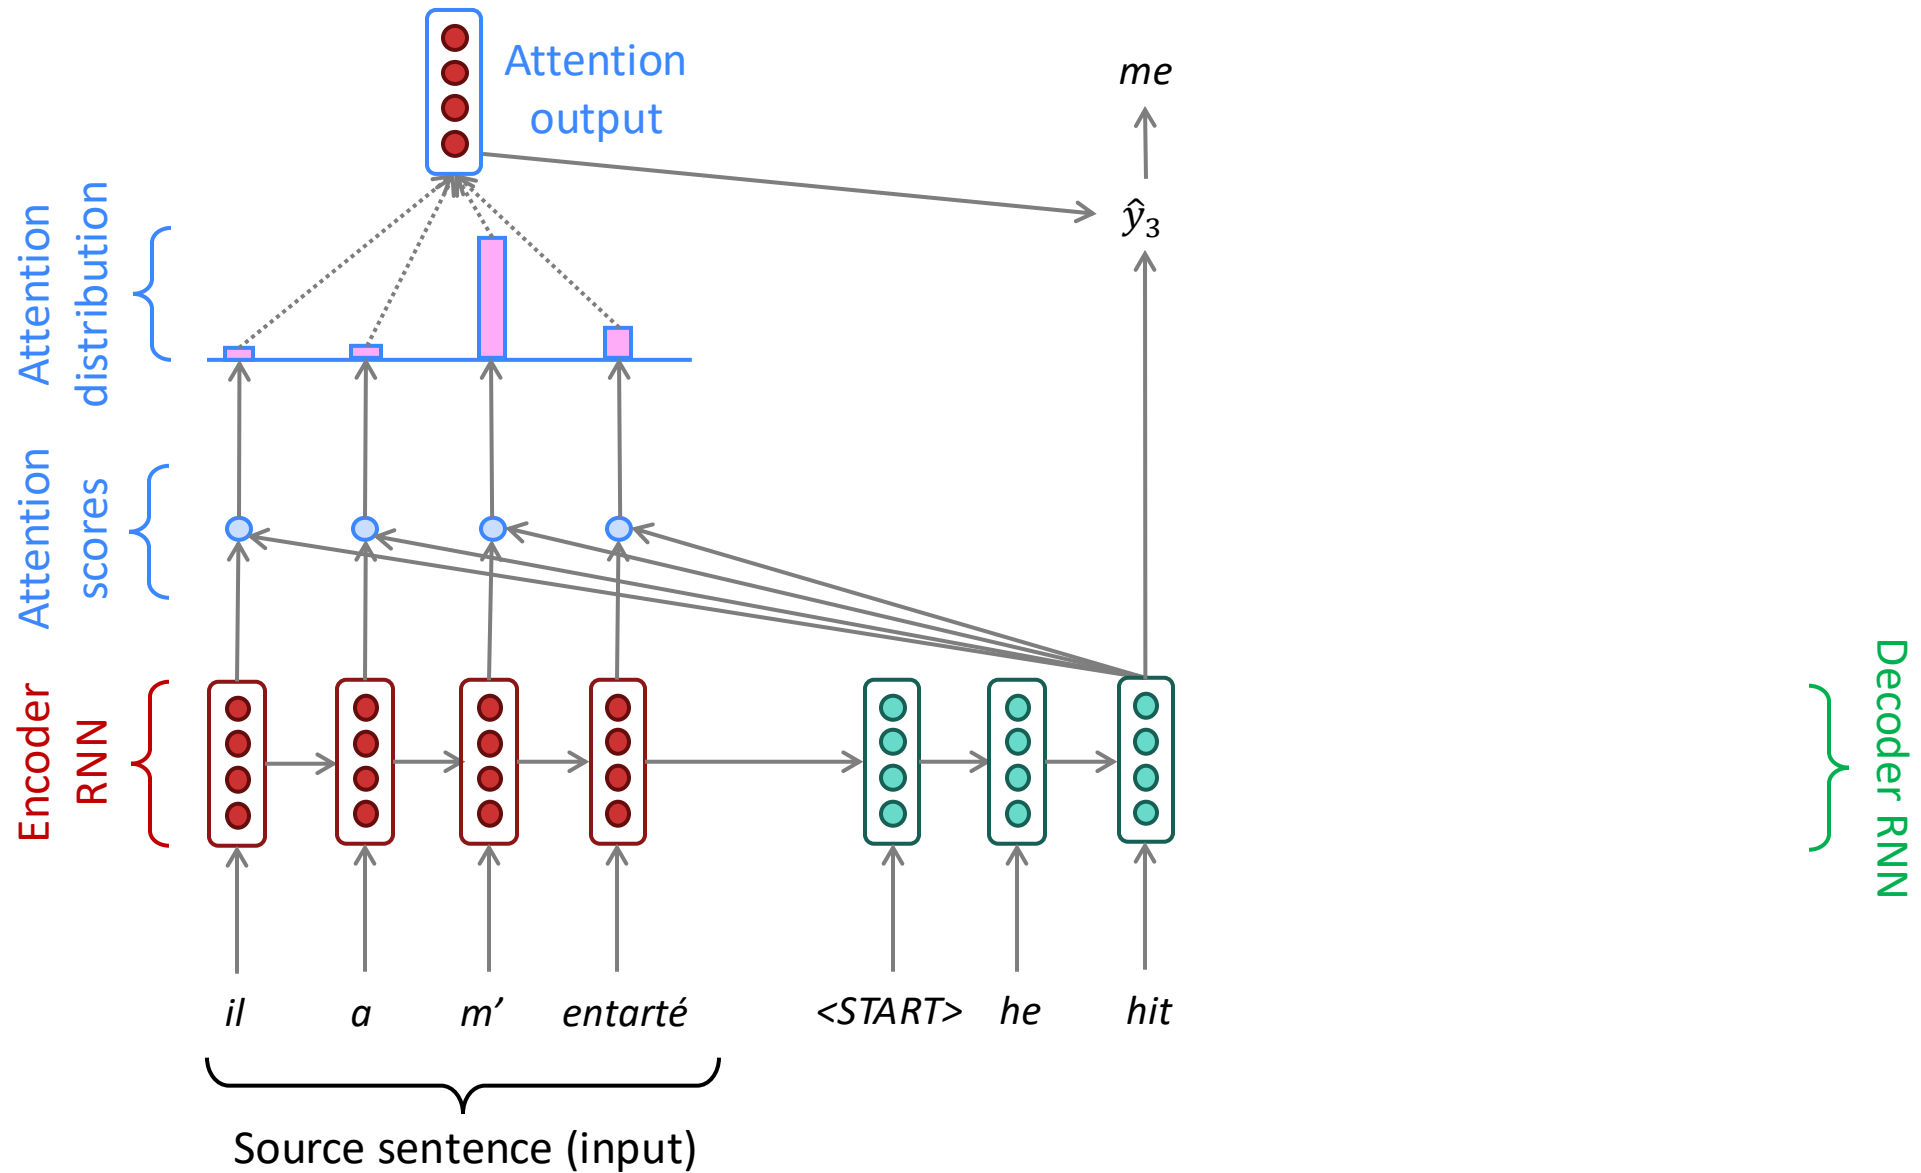 Attention
output
me
ŷ₃
Attention
distribution
Attention
scores
Encoder
RNN
Decoder RNN
il a m’ entarté <START> he hit
Source sentence (input)